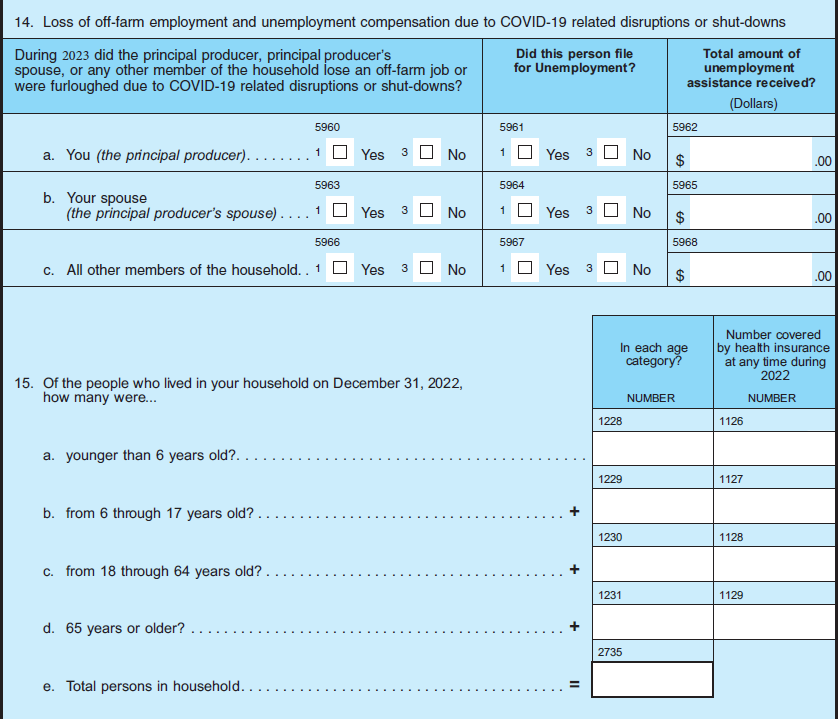 14. Loss of off-farm employment and unemployment compensation due to COVID-19 related disruptions or shut-downs
During 2023 did the principal producer, principal producer's
spouse, or any other member of the household lose an off-farm job or
were furloughed due to COVID-19 related disruptions or shut-downs?
Did this person file
for Unemployment?
Total amount of
unemployment
assistance received?
(Dollars)
5960 5961 5962
a. You (the principal producer). . . . . . . . 1 Yes 3 No 1 Yes 3 No $ .00
5963 5964 5965
b. Your spouse
(the principal producer's spouse) . . . . 1 Yes 3 No 1 Yes 3 No $ .00
5966 5967 5968
c. All other members of the household. . 1 Yes 3 No 1 Yes 3 No $ .00
15. Of the people who lived in your household on December 31, 2022,
how many were...
In each age
category?
NUMBER
Number covered
by health insurance
at any time during
2022
NUMBER
1228 1126
a. younger than 6 years old?. . . . . . . . . . . . . . . . . . . . . . . . . . . . . . . . . . . . . . .
1229 1127
b. from 6 through 17 years old? . . . . . . . . . . . . . . . . . . . . . . . . . . . . . . . . . . +
1230 1128
c. from 18 through 64 years old? . . . . . . . . . . . . . . . . . . . . . . . . . . . . . . . . . +
1231 1129
d. 65 years or older? . . . . . . . . . . . . . . . . . . . . . . . . . . . . . . . . . . . . . . . . . +
2735
e. Total persons in household. . . . . . . . . . . . . . . . . . . . . . . . . . . . . . . . . . . . =